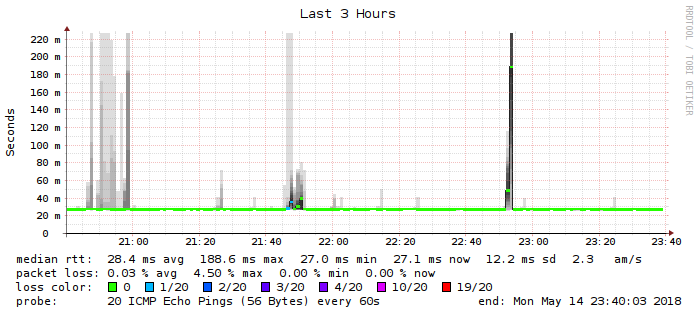 Last 3 Hours
RRDTOOL / TOBI OETIKER
Seconds
220 m
200 m
180 m
160 m
140 m
120 m
100 m
80 m
60 m
40 m
20 m
0
21:00 21:20 21:40 22:00 22:20 22:40 23:00 23:20 23:40
median rtt: 28.4 ms avg 188.6 ms max 27.0 ms min 27.1 ms now 12.2 ms sd 2.3 am/s
packet loss: 0.03 % avg 4.50 % max 0.00 % min 0.00 % now
loss color: 0 1/20 2/20 3/20 4/20 10/20 19/20
probe: 20 ICMP Echo Pings (56 Bytes) every 60s end: Mon May 14 23:40:03 2018